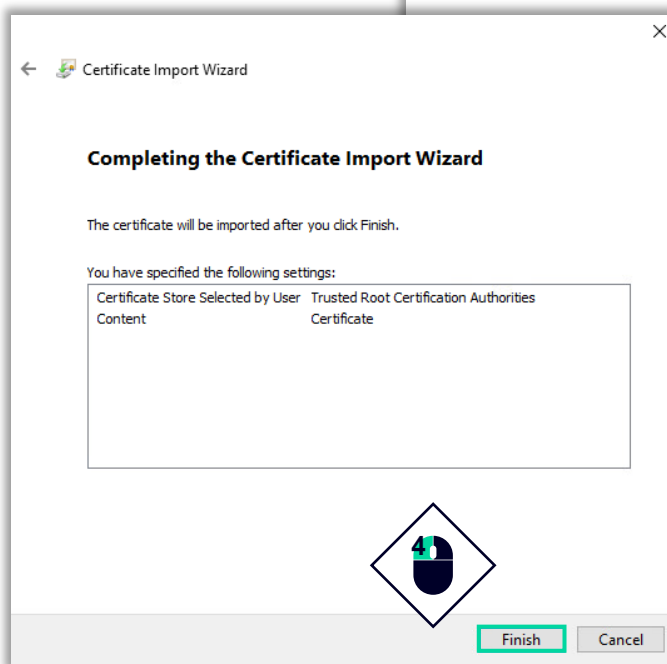 Certificate Import Wizard
Completing the Certificate Import Wizard
The certificate will be imported after you click Finish.
You have specified the following settings:
Certificate Store Selected by User Trusted Root Certification Authorities
Content Certificate
4
Finish Cancel